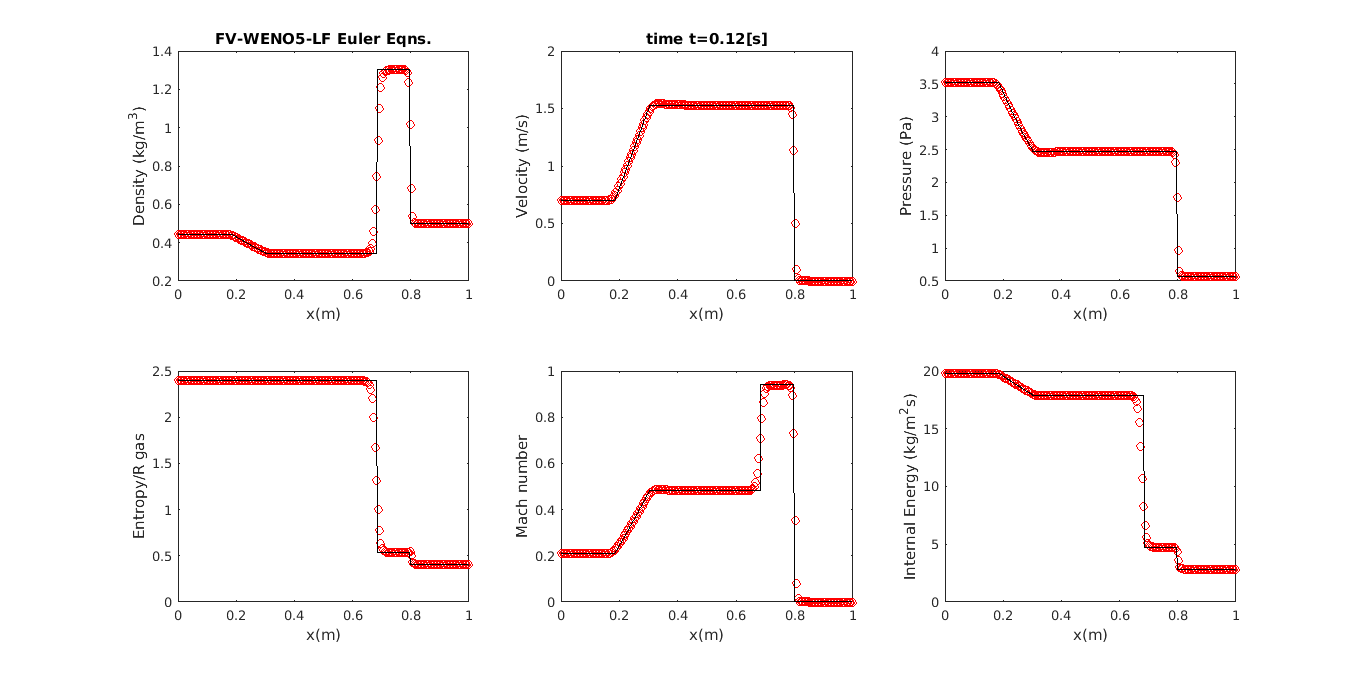 FV-WENO5-LF Euler Eqns.
1.4
1.2
1
0.8
0.6
0.4
0.2
Density (kg/m³)
0 0.2 0.4 0.6 0.8 1
x(m)
time t=0.12[s]
2
1.5
1
0.5
0
Velocity (m/s)
0 0.2 0.4 0.6 0.8 1
x(m)
4
3.5
3
2.5
2
1.5
1
0.5
Pressure (Pa)
0 0.2 0.4 0.6 0.8 1
x(m)
2.5
2
1.5
1
0.5
0
Entropy/R gas
0 0.2 0.4 0.6 0.8 1
x(m)
1
0.8
0.6
0.4
0.2
0
Mach number
0 0.2 0.4 0.6 0.8 1
x(m)
20
15
10
5
0
Internal Energy (kg/m²s)
0 0.2 0.4 0.6 0.8 1
x(m)